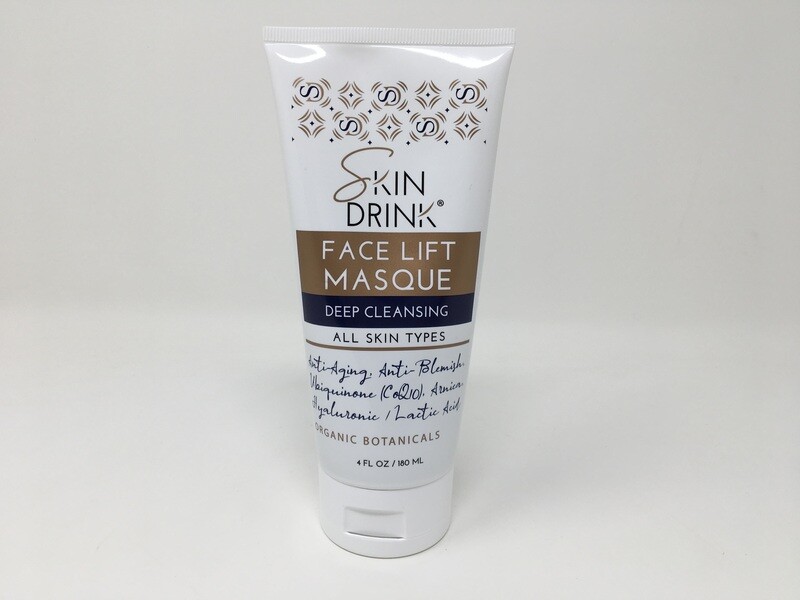 SKIN
DRINK®
FACE LIFT
MASQUE
DEEP CLEANSING
ALL SKIN TYPES
Anti-Aging, Anti-Blemish,
Ubiquinone (CoQ10), Arnica,
Hyaluronic / Lactic Acid.
ORGANIC BOTANICALS
4 FL OZ / 180 ML